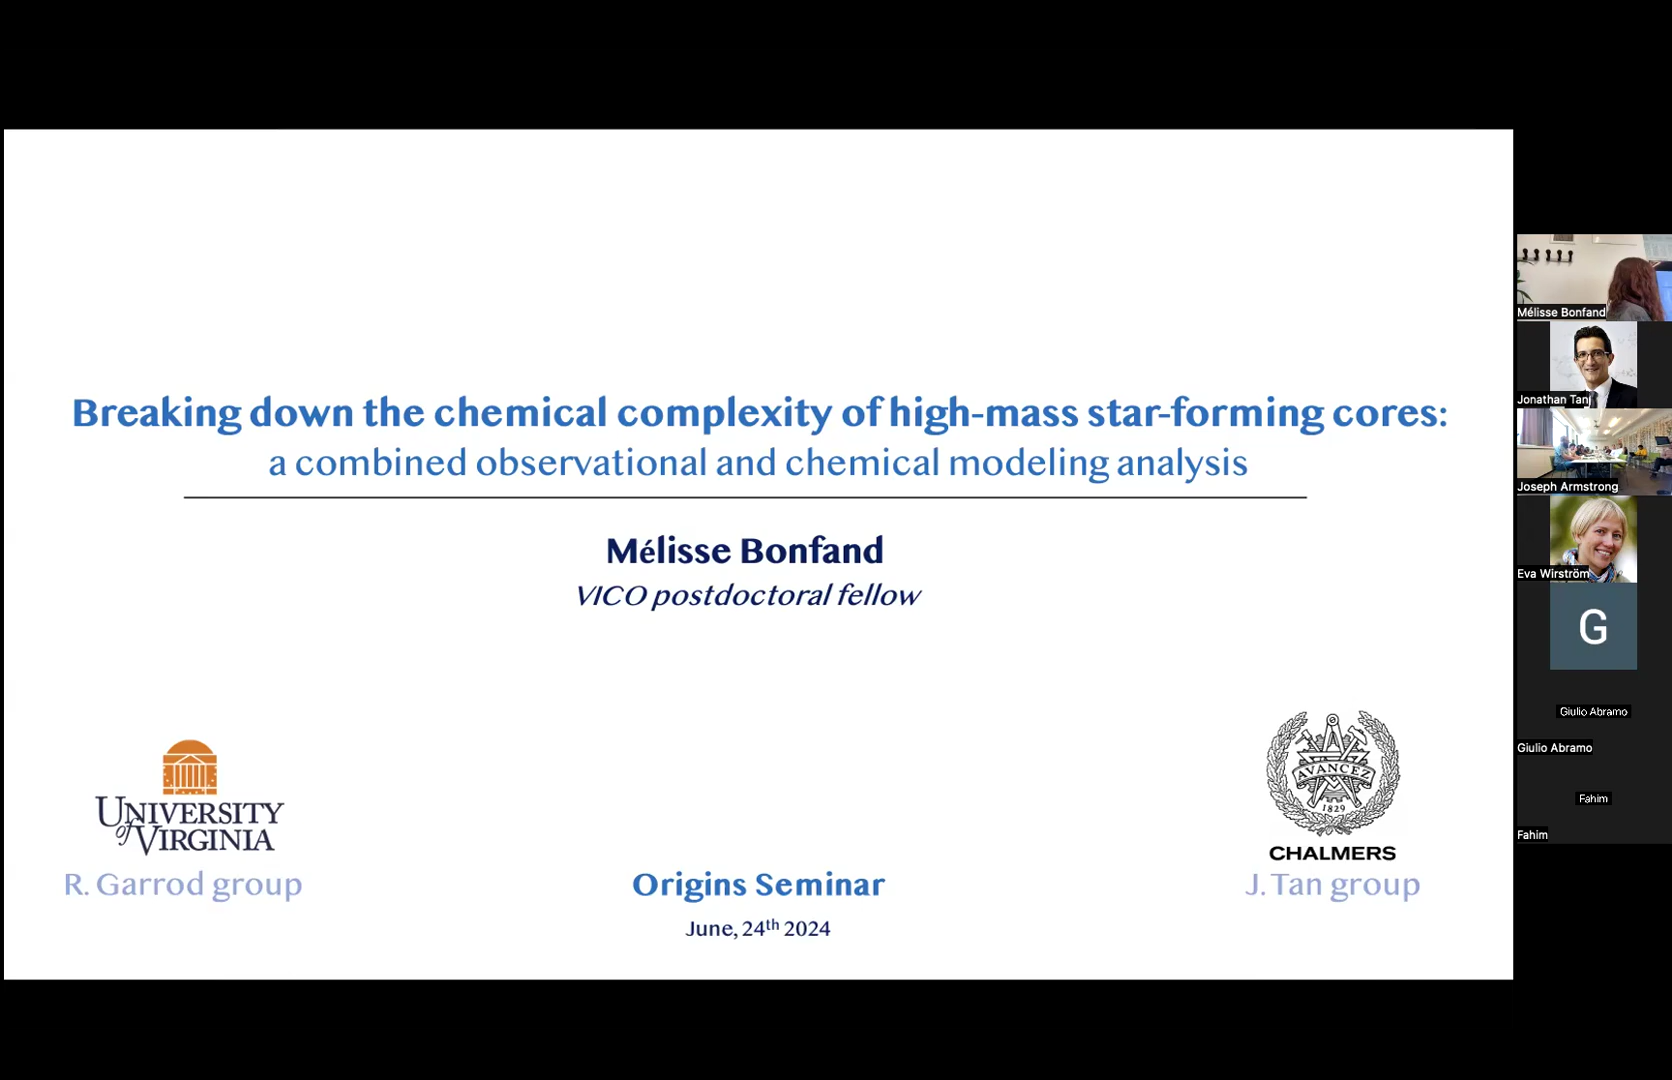 Breaking down the chemical complexity of high-mass star-forming cores:
a combined observational and chemical modeling analysis
Mélisse Bonfand
VICO postdoctoral fellow
UNIVERSITY
of VIRGINIA
R. Garrod group
Origins Seminar
June, 24th 2024
AVANCEZ
1829
CHALMERS
J. Tan group
Mélisse Bonfand
Jonathan Tan
Joseph Armstrong
Eva Wirström
G
Giulio Abramo
Giulio Abramo
Fahim
Fahim